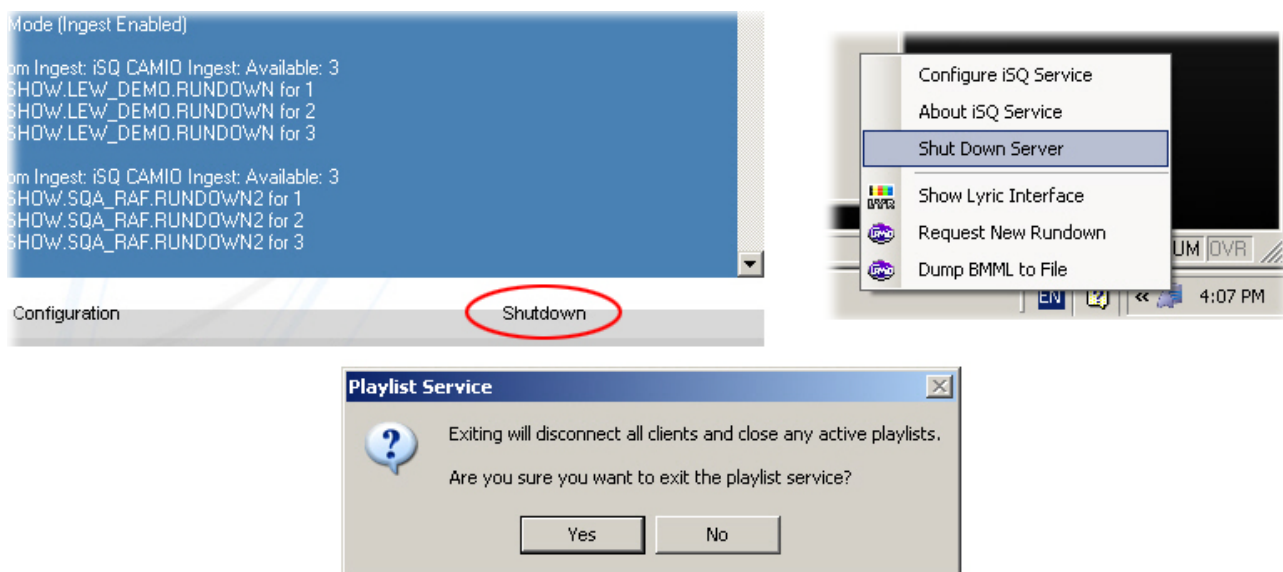 Mode (Ingest Enabled)
om Ingest: iSQ CAMIO Ingest: Available: 3
SHOW.LEW_DEMO.RUNDOWN for 1
SHOW.LEW_DEMO.RUNDOWN for 2
SHOW.LEW_DEMO.RUNDOWN for 3
om Ingest: iSQ CAMIO Ingest: Available: 3
SHOW.SQA_RAF.RUNDOWN2 for 1
SHOW.SQA_RAF.RUNDOWN2 for 2
SHOW.SQA_RAF.RUNDOWN2 for 3
Configuration Shutdown
Configure iSQ Service
About iSQ Service
Shut Down Server
Show Lyric Interface
Request New Rundown
Dump BMML to File
UM OVR
EN « 4:07 PM
Playlist Service
Exiting will disconnect all clients and close any active playlists.
Are you sure you want to exit the playlist service?
Yes No